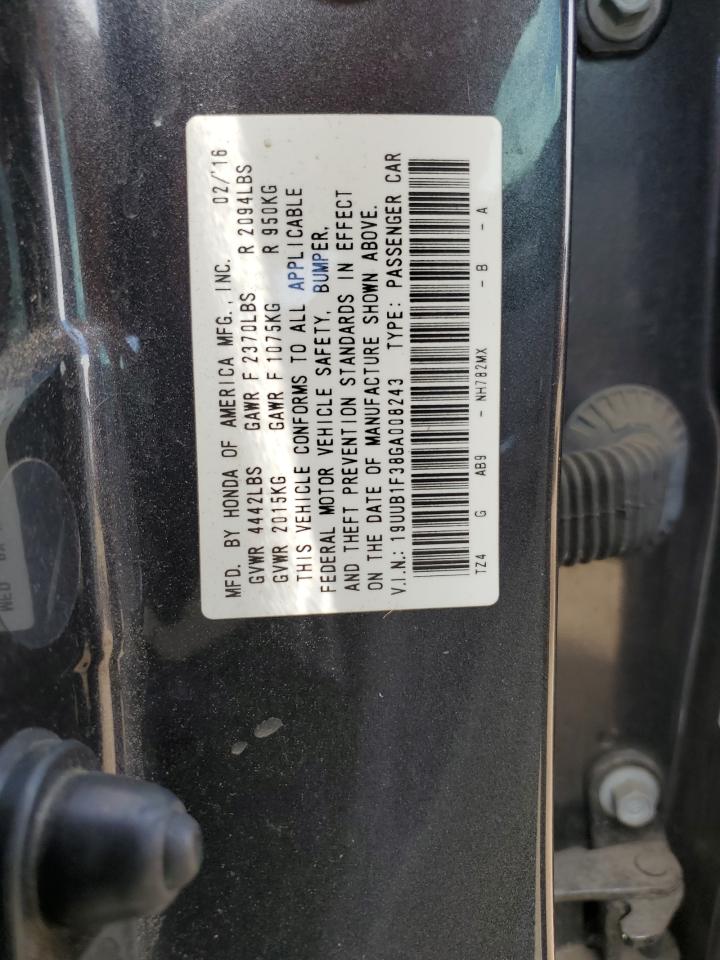 MFD. BY HONDA OF AMERICA MFG., INC. 02/'16
GVWR 4442LBS GAWR F 2370LBS R 2094LBS
GVWR 2015KG GAWR F 1075KG R 950KG
THIS VEHICLE CONFORMS TO ALL APPLICABLE
FEDERAL MOTOR VEHICLE SAFETY, BUMPER,
AND THEFT PREVENTION STANDARDS IN EFFECT
ON THE DATE OF MANUFACTURE SHOWN ABOVE.
V.I.N.: 19UUB1F38GA008243 TYPE: PASSENGER CAR
TZ4 G AB9 - NH782MX - B - A
WED